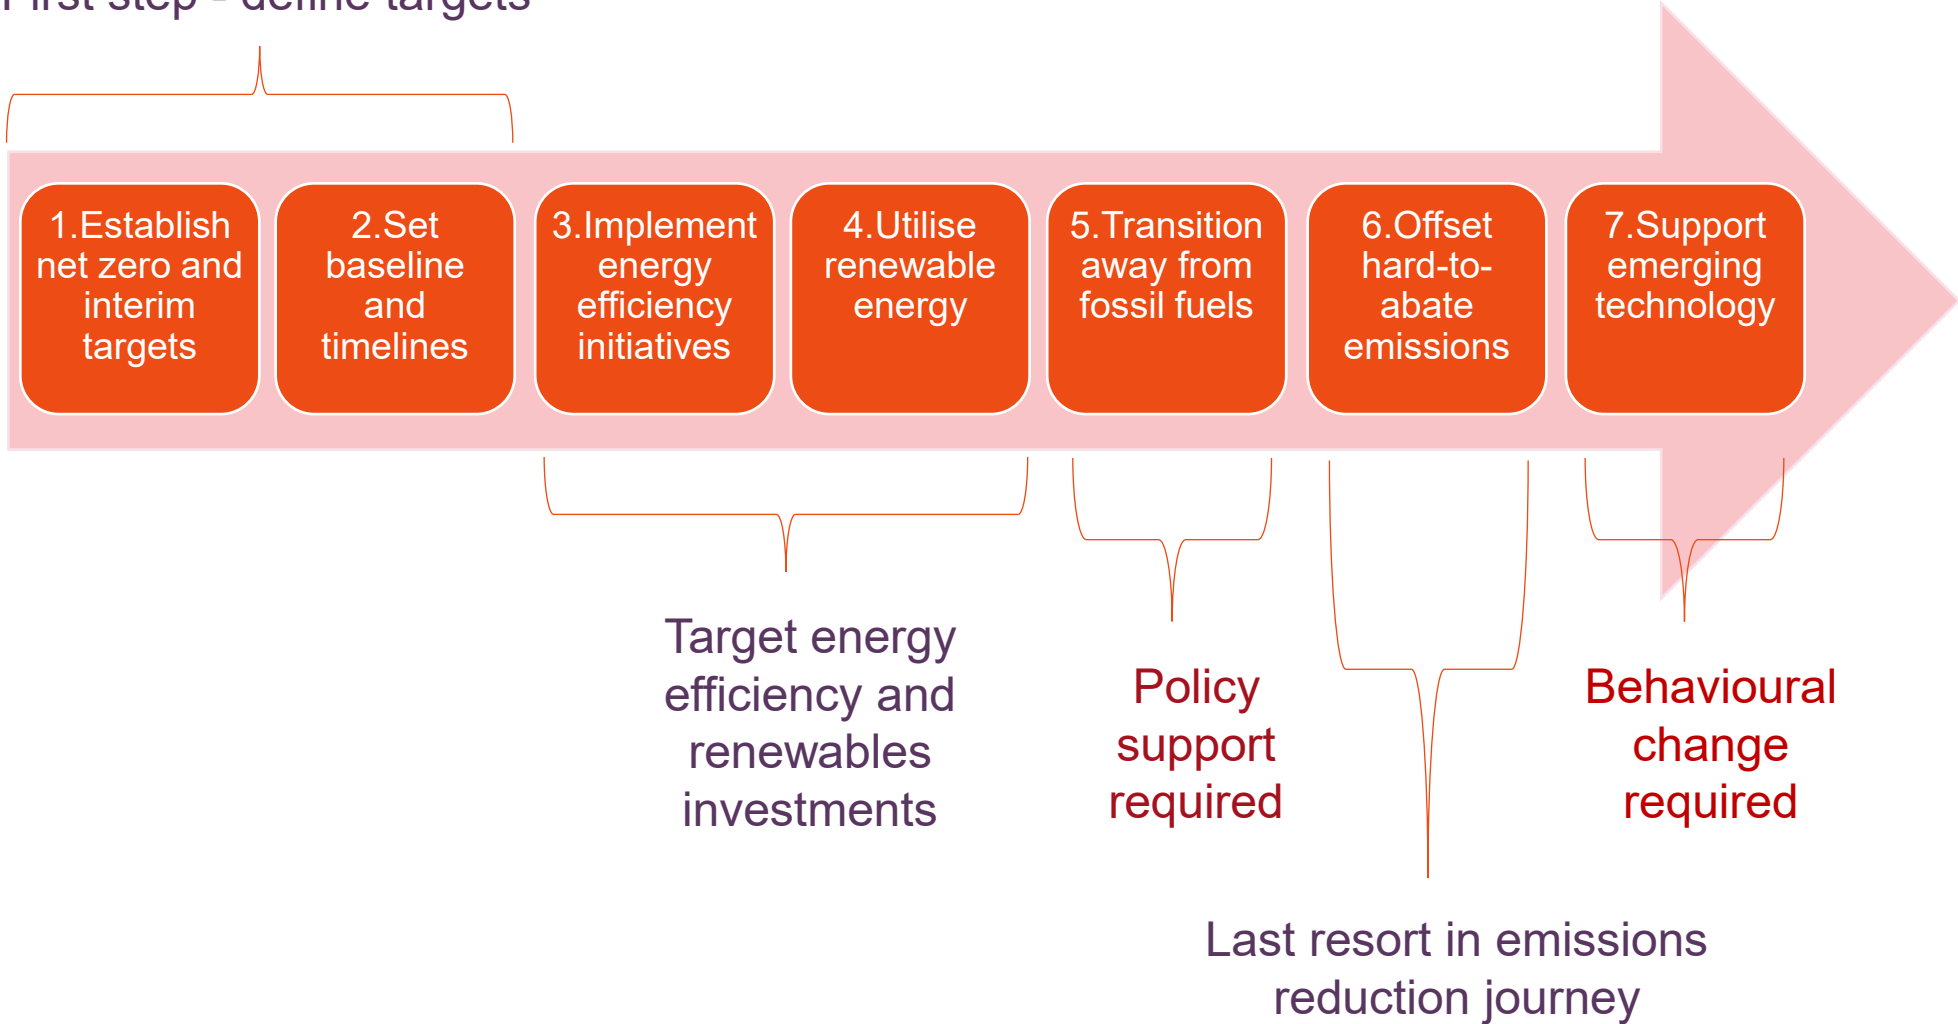 First step - define targets
1.Establish
net zero and
interim
targets
2.Set
baseline
and
timelines
3.Implement
energy
efficiency
initiatives
4.Utilise
renewable
energy
5.Transition
away from
fossil fuels
6.Offset
hard-to-
abate
emissions
7.Support
emerging
technology
Target energy
efficiency and
renewables
investments
Policy
support
required
Behavioural
change
required
Last resort in emissions
reduction journey